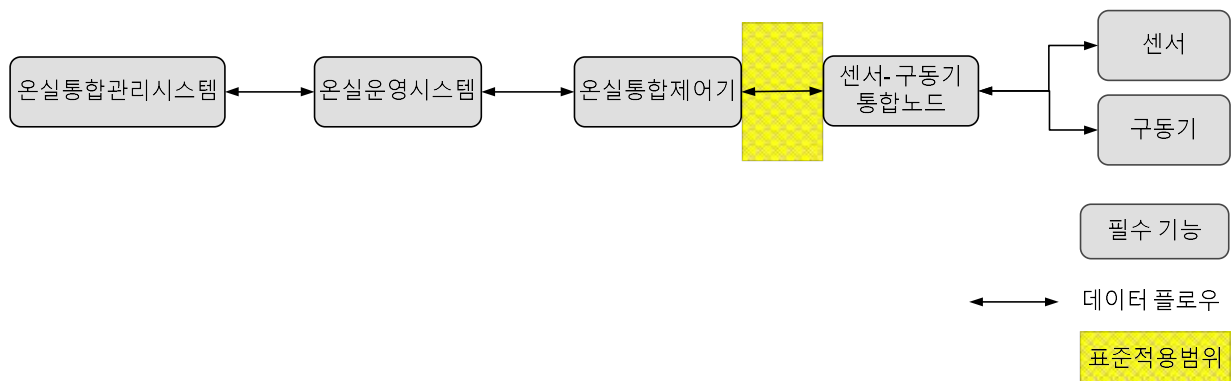 온실통합관리시스템
온실운영시스템
온실통합제어기
센서- 구동기
통합노드
센서
구동기
필수 기능
데이터 플로우
표준적용범위